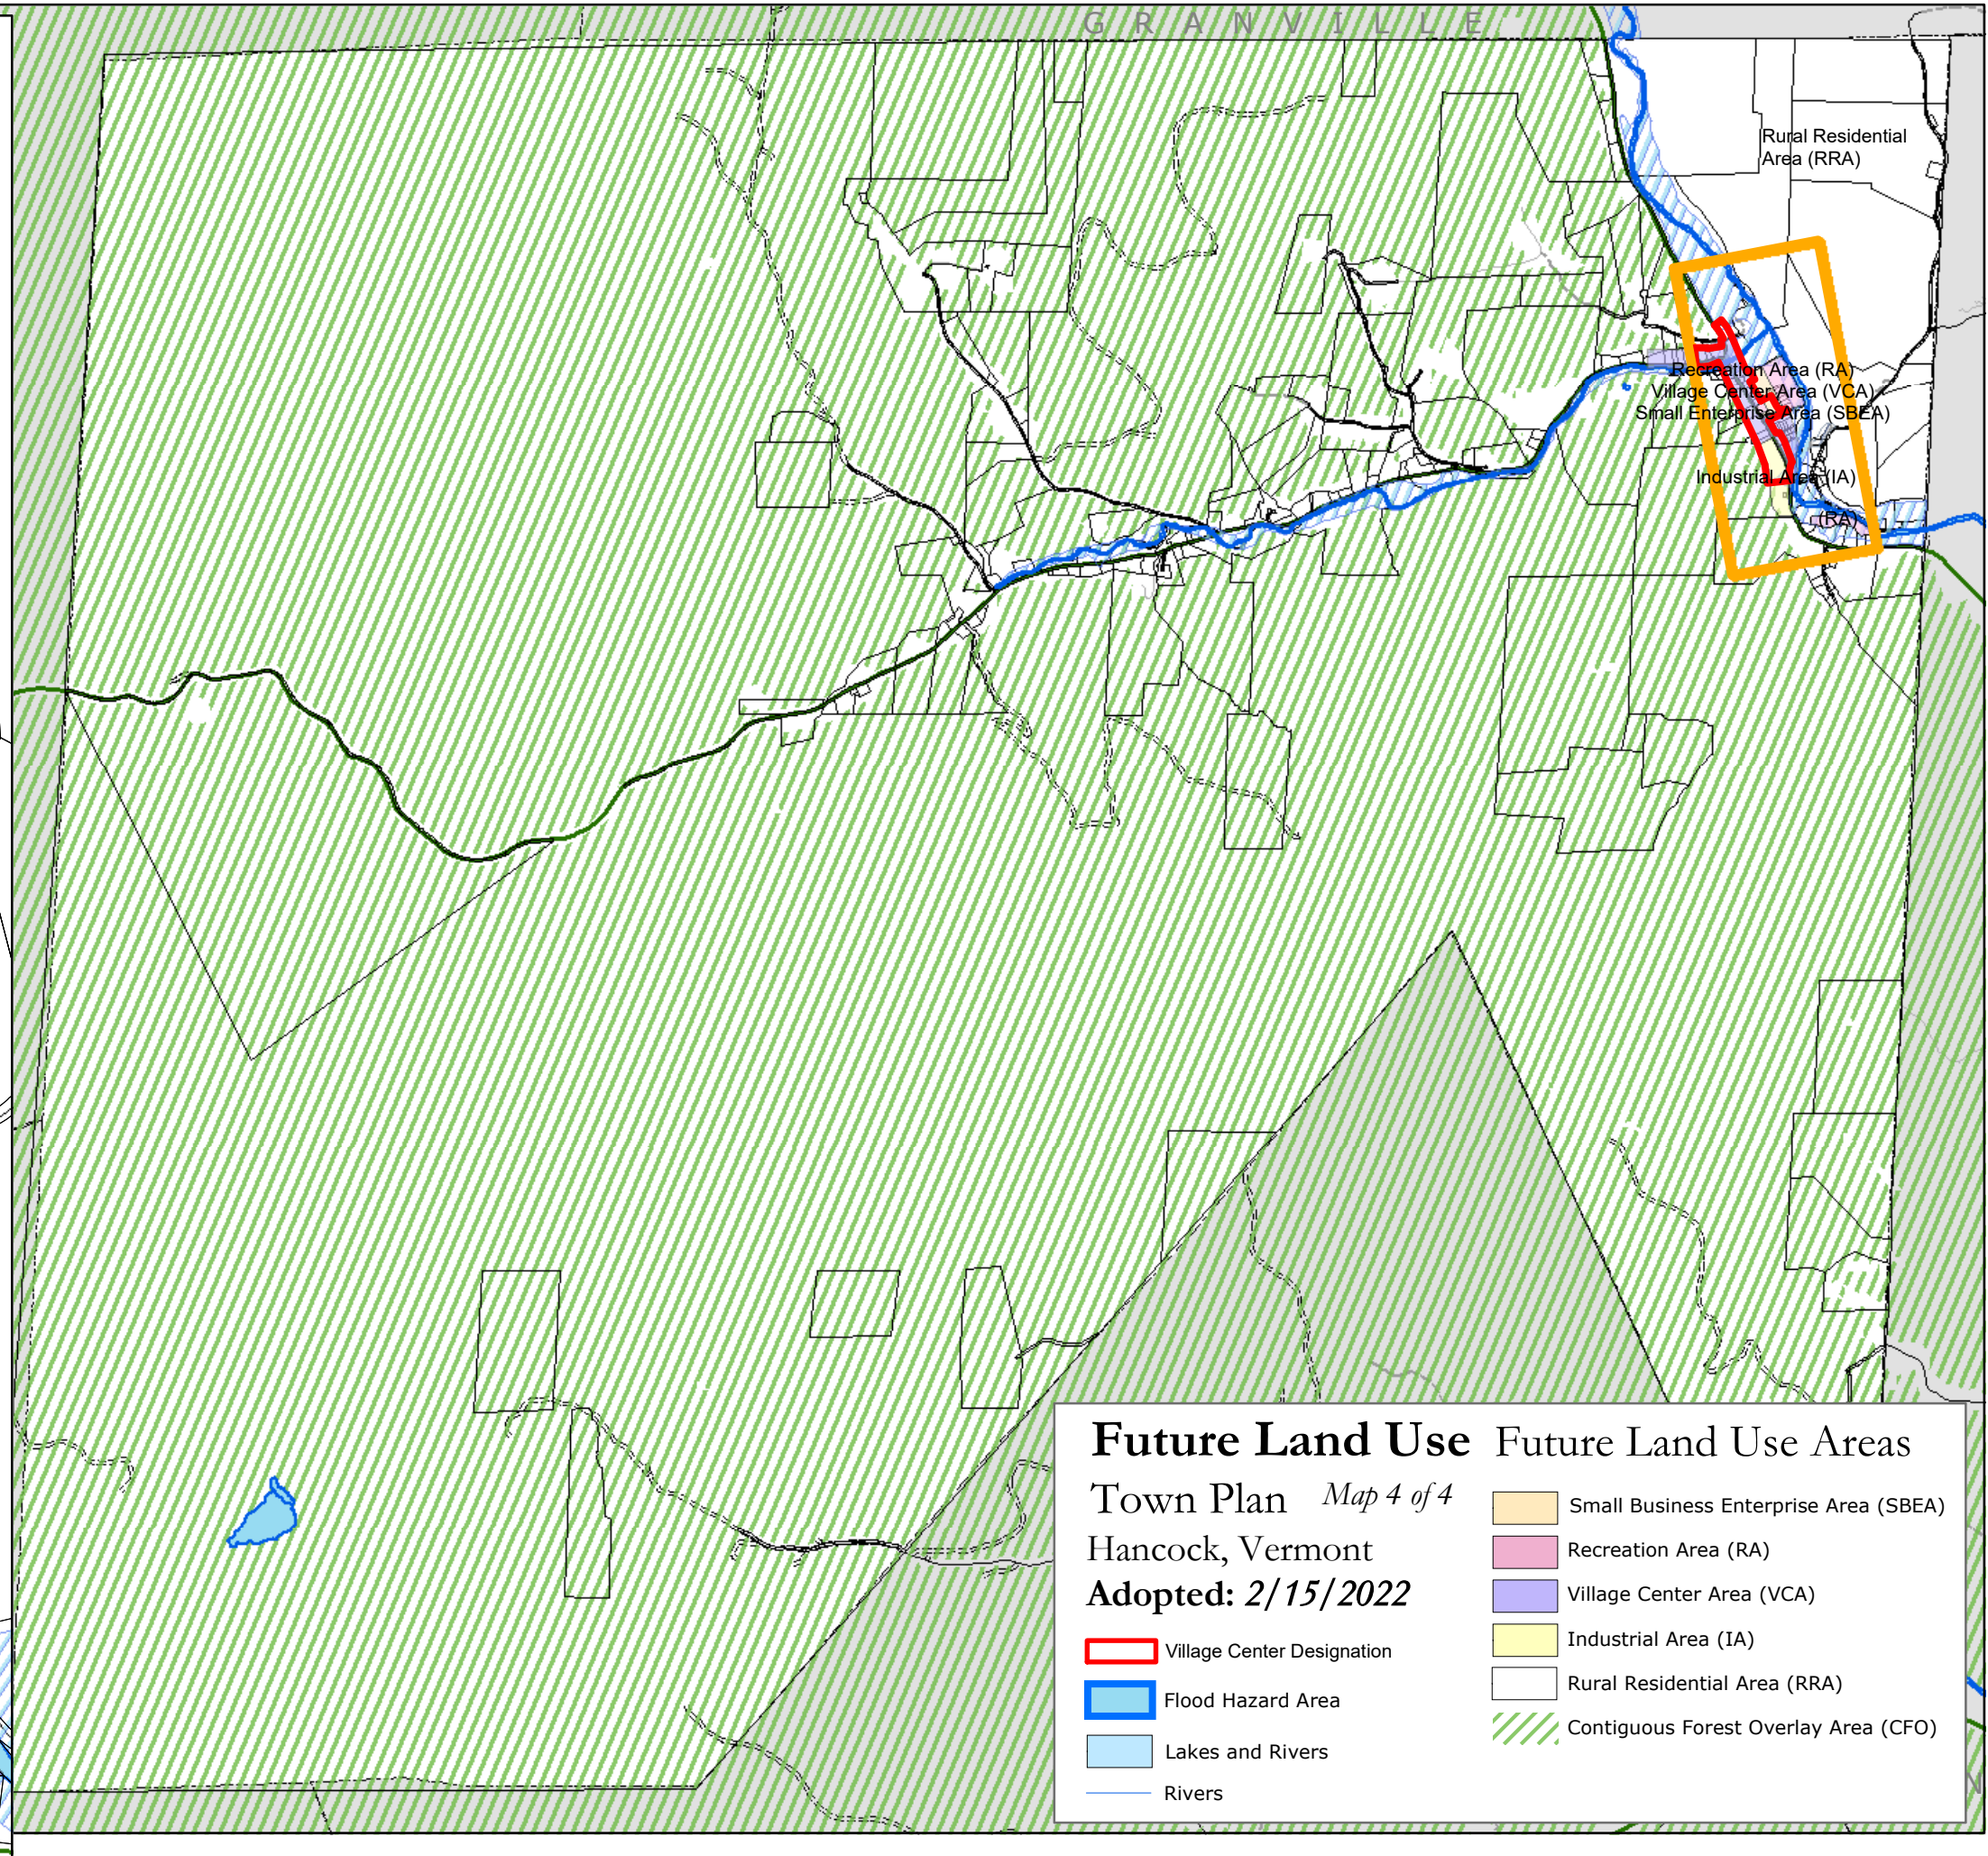 GRANVILLE
Rural Residential
Area (RRA)
Recreation Area (RA)
Village Center Area (VCA)
Small Enterprise Area (SBEA)
Industrial Area (IA)
(RA)
Future Land Use
Town Plan Map 4 of 4
Hancock, Vermont
Adopted: 2/15/2022
Village Center Designation
Flood Hazard Area
Lakes and Rivers
Rivers
Future Land Use Areas
Small Business Enterprise Area (SBEA)
Recreation Area (RA)
Village Center Area (VCA)
Industrial Area (IA)
Rural Residential Area (RRA)
Contiguous Forest Overlay Area (CFO)